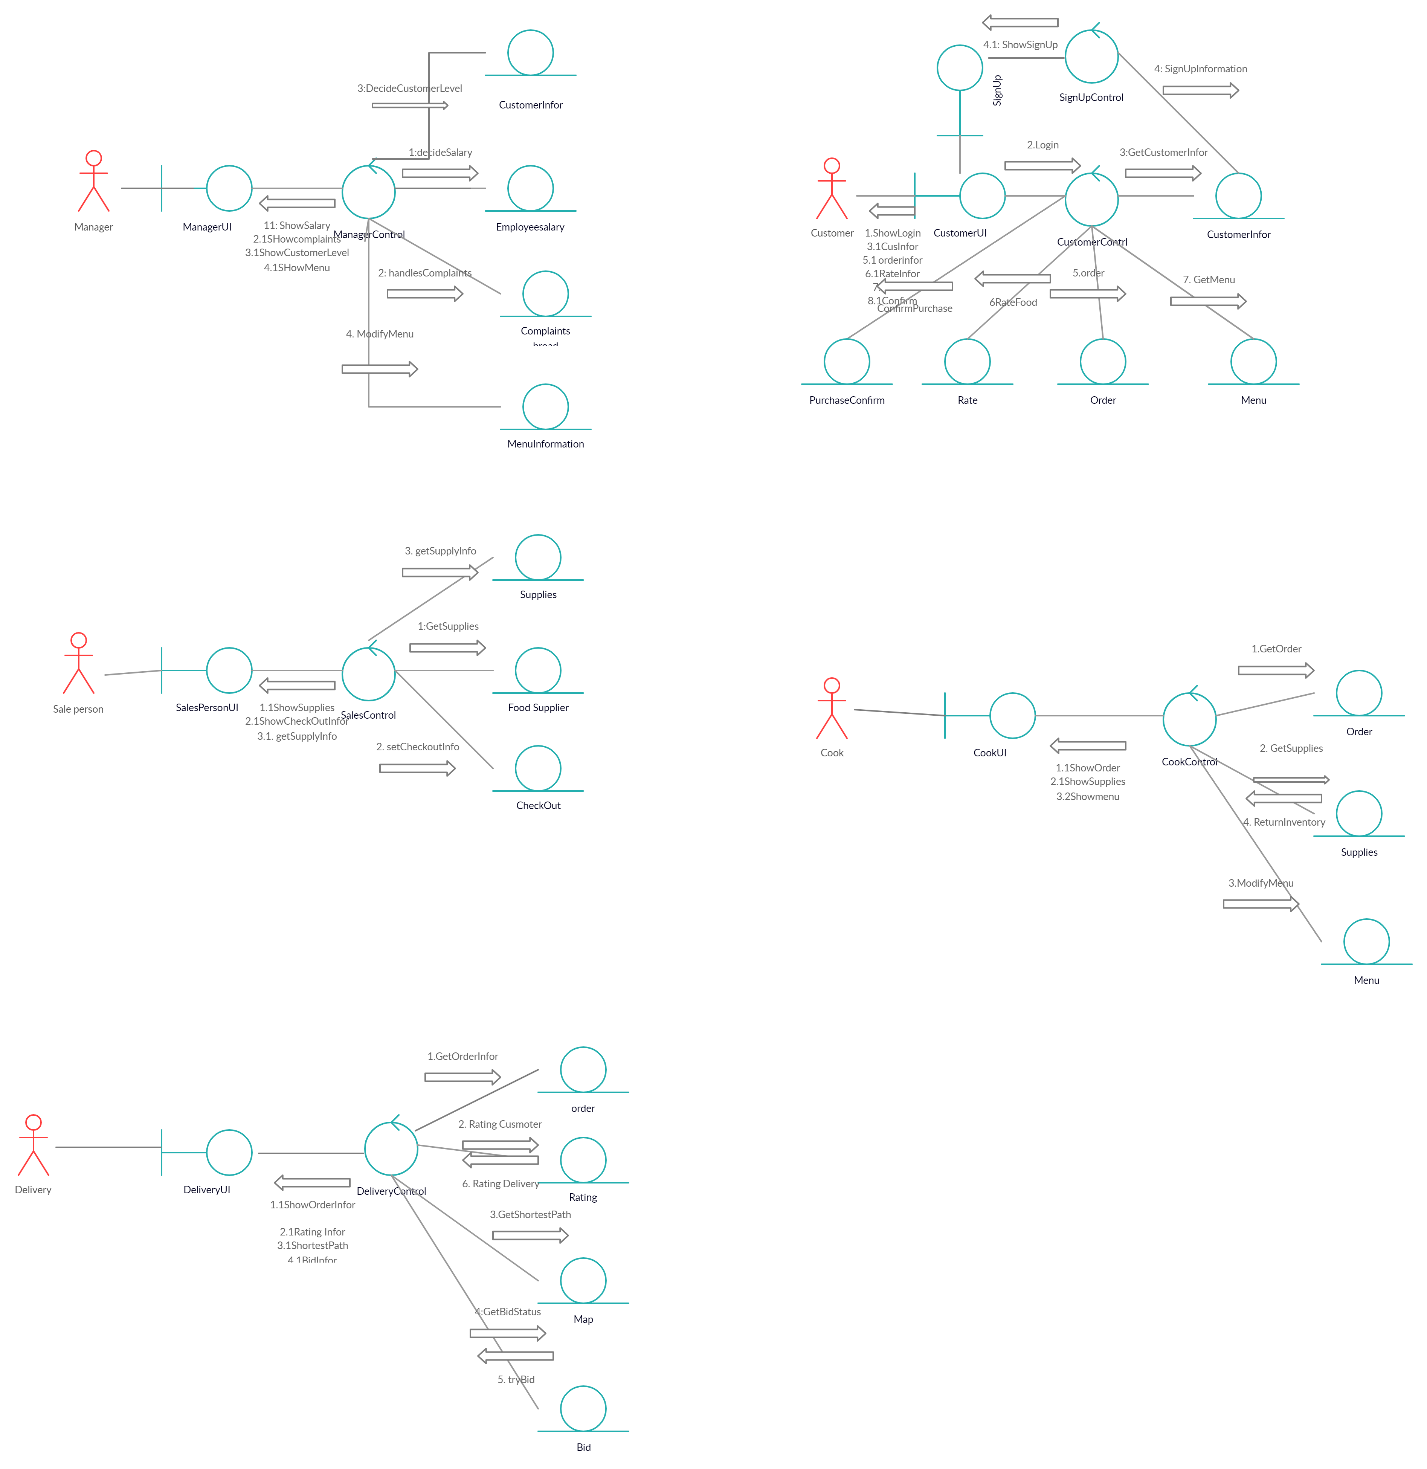 3:DecideCustomerLevel
CustomerInfor
1:decideSalary
Manager
ManagerUI
ManagerControl
Employeesalary
11: ShowSalary
2.1SHowcomplaints
3.1ShowCustomerLevel
4.1SHowMenu
2: handlesComplaints
Complaints
4. ModifyMenu
MenuInformation
4.1: ShowSignUp
SignUp
SignUpControl
4: SignUpInformation
2.Login
3:GetCustomerInfor
Customer
CustomerUI
CustomerContrl
CustomerInfor
1.ShowLogin
3.1CusInfor
5.1 orderInfor
6.1RateInfor
8.1Confirm
ConfirmPurchase
6RateFood
5.order
7. GetMenu
PurchaseConfirm
Rate
Order
Menu
3. getSupplyInfo
Supplies
1:GetSupplies
Sale person
SalesPersonUI
SalesControl
Food Supplier
1.1ShowSupplies
2.1ShowCheckOutInfor
3.1. getSupplyInfo
2. setCheckoutInfo
CheckOut
1.GetOrder
Order
Cook
CookUI
CookControl
1.1ShowOrder
2.1ShowSupplies
3.2Showmenu
2. GetSupplies
4. ReturnInventory
Supplies
3.ModifyMenu
Menu
1.GetOrderInfor
order
2. Rating Cusmoter
6. Rating Delivery
Rating
Delivery
DeliveryUI
DeliveryControl
1.1ShowOrderInfor
2.1Rating Infor
3.1ShortestPath
4.1BidInfor
3.GetShortestPath
Map
4:GetBidStatus
5. tryBid
Bid